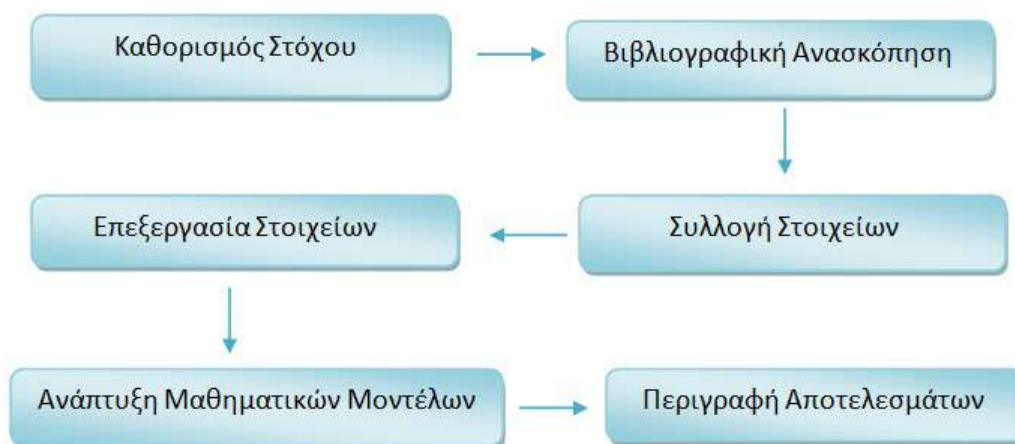 Καθορισμός Στόχου
Βιβλιογραφική Ανασκόπηση
Συλλογή Στοιχείων
Επεξεργασία Στοιχείων
Ανάπτυξη Μαθηματικών Μοντέλων
Περιγραφή Αποτελεσμάτων